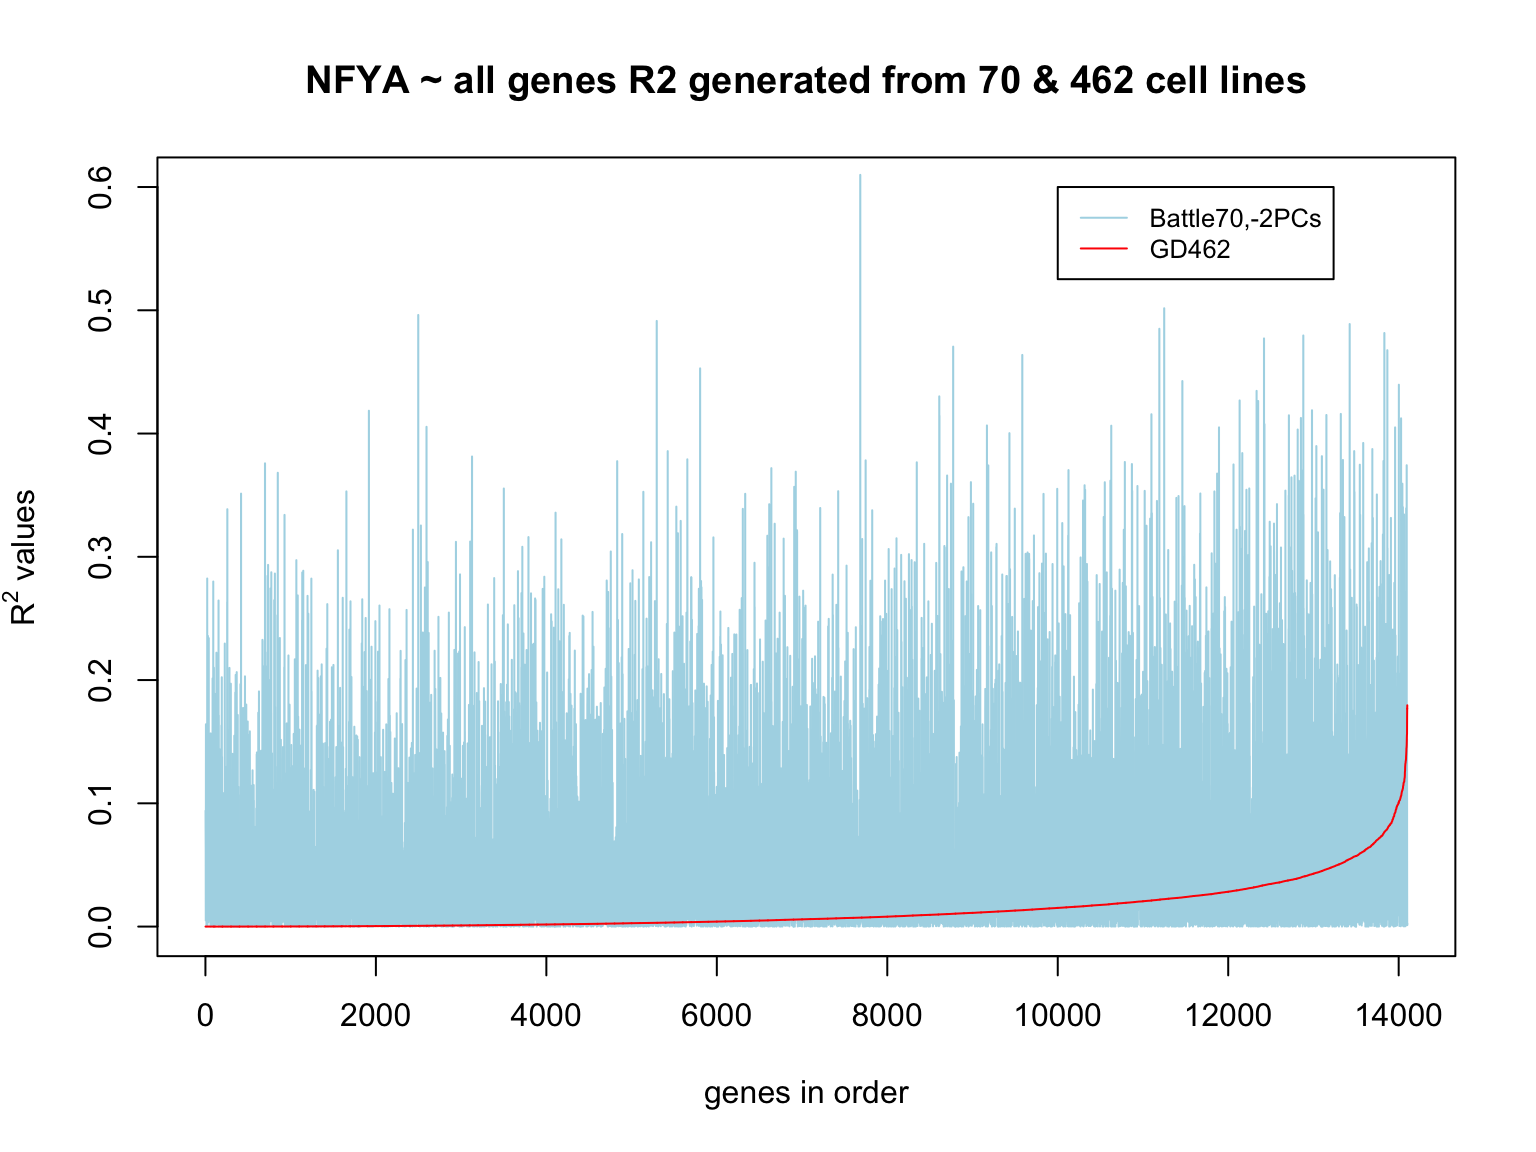 NFYA ~ all genes R2 generated from 70 & 462 cell lines
R² values
0.6
0.5
0.4
0.3
0.2
0.1
0.0
Battle70,-2PCs
GD462
0 2000 4000 6000 8000 10000 12000 14000
genes in order